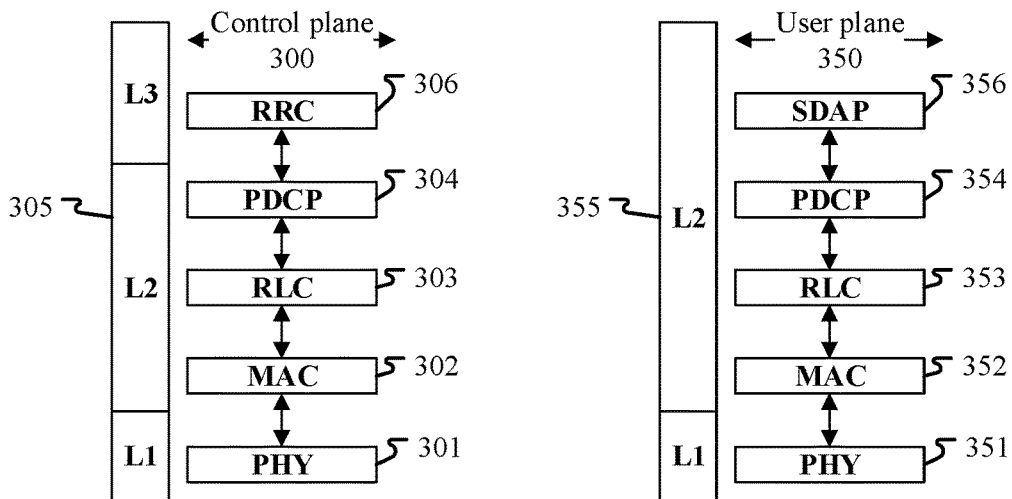 Control plane
300
L3
RRC
306
PDCP
304
305
L2
RLC
303
MAC
302
L1
PHY
301
User plane
350
SDAP
356
PDCP
354
355
L2
RLC
353
MAC
352
L1
PHY
351